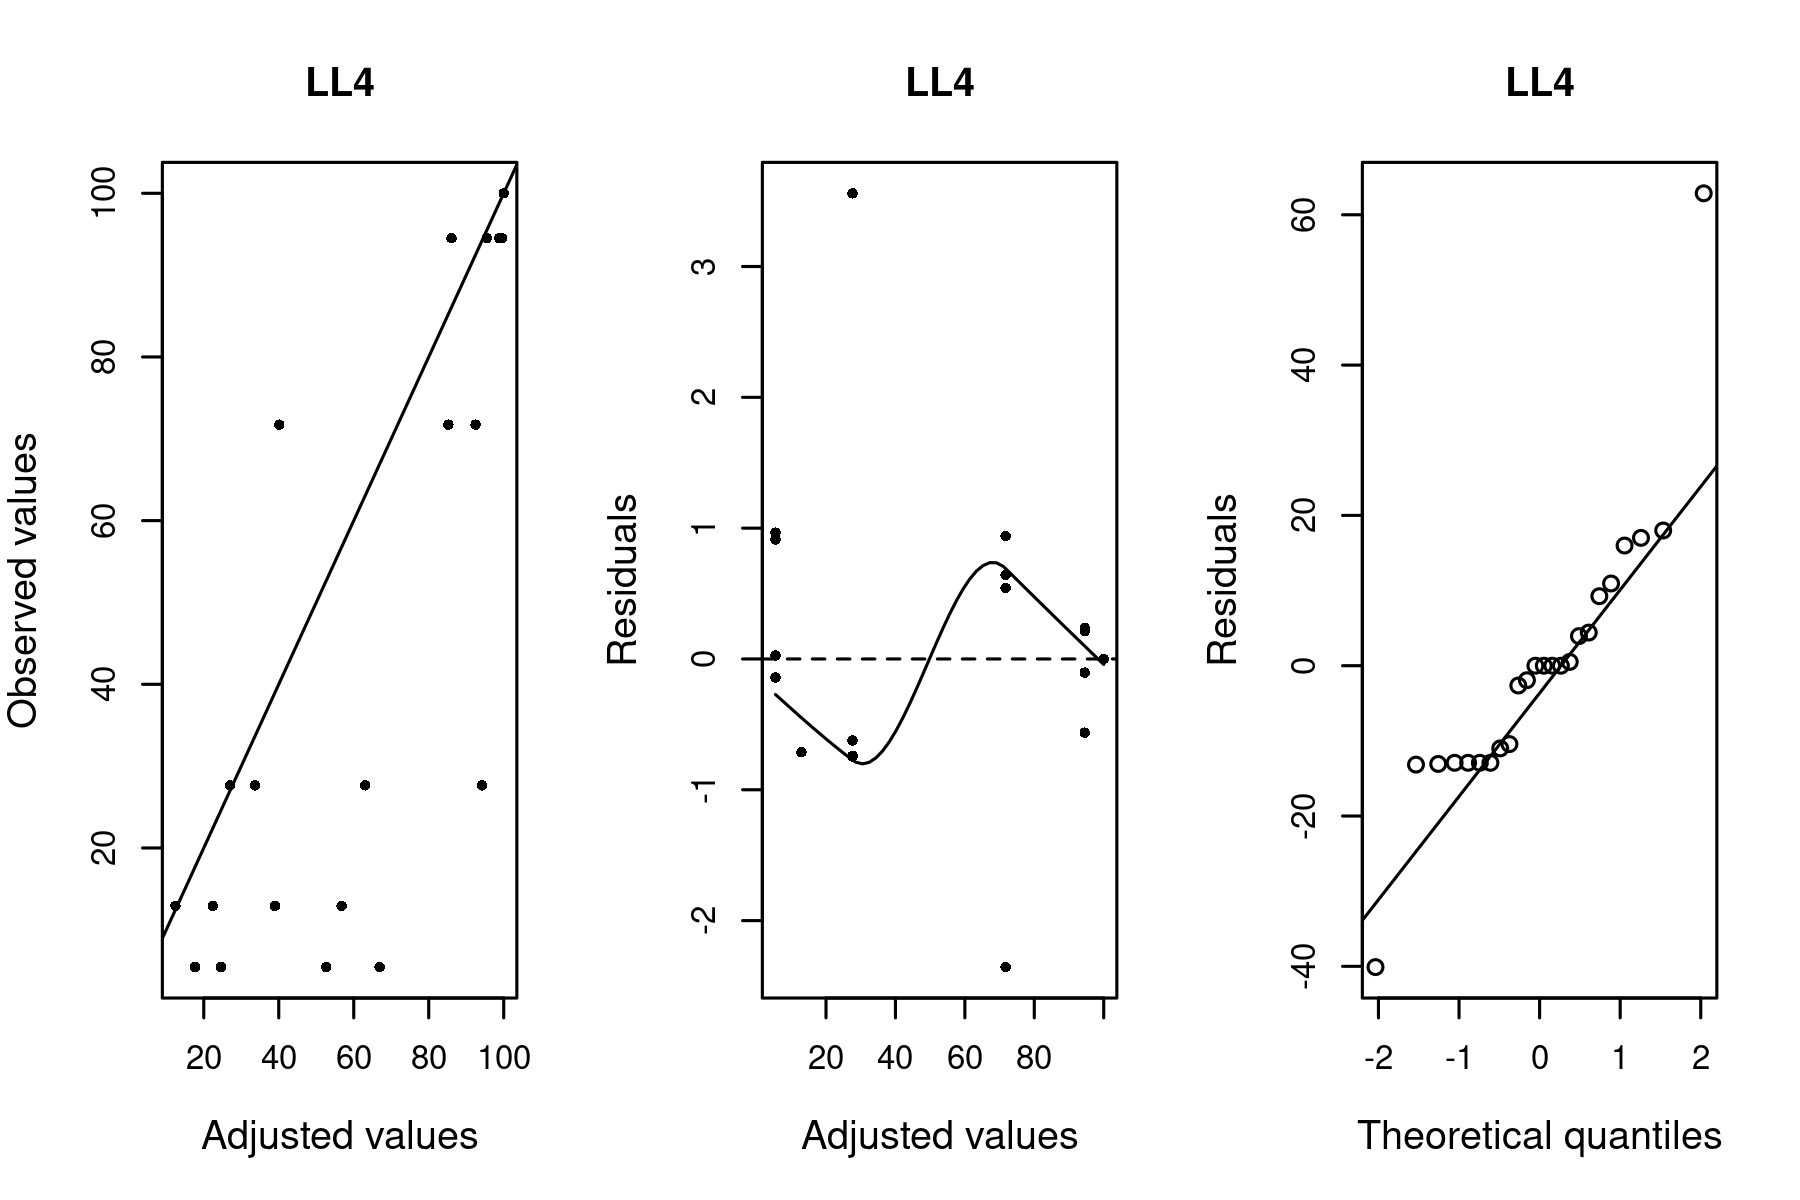 LL4
Observed values
100
80
60
40
20
20 40 60 80 100
Adjusted values
LL4
Residuals
3
2
1
0
-1
-2
20 40 60 80
Adjusted values
LL4
Residuals
60
40
20
0
-20
-40
-2 -1 0 1 2
Theoretical quantiles